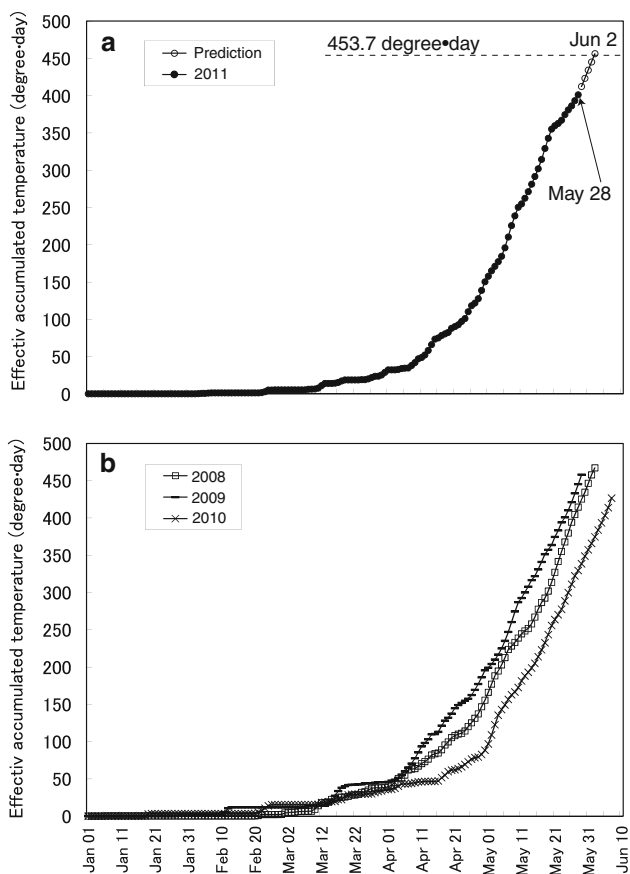 a
453.7 degree•day
Jun 2
Prediction
2011
May 28
Effectiv accumulated temperature (degree•day)
500
450
400
350
300
250
200
150
100
50
0
b
2008
2009
2010
Effectiv accumulated temperature (degree•day)
500
450
400
350
300
250
200
150
100
50
0
Jan 01
Jan 11
Jan 21
Jan 31
Feb 10
Feb 20
Mar 02
Mar 12
Mar 22
Apr 01
Apr 11
Apr 21
May 01
May 11
May 21
May 31
Jun 10